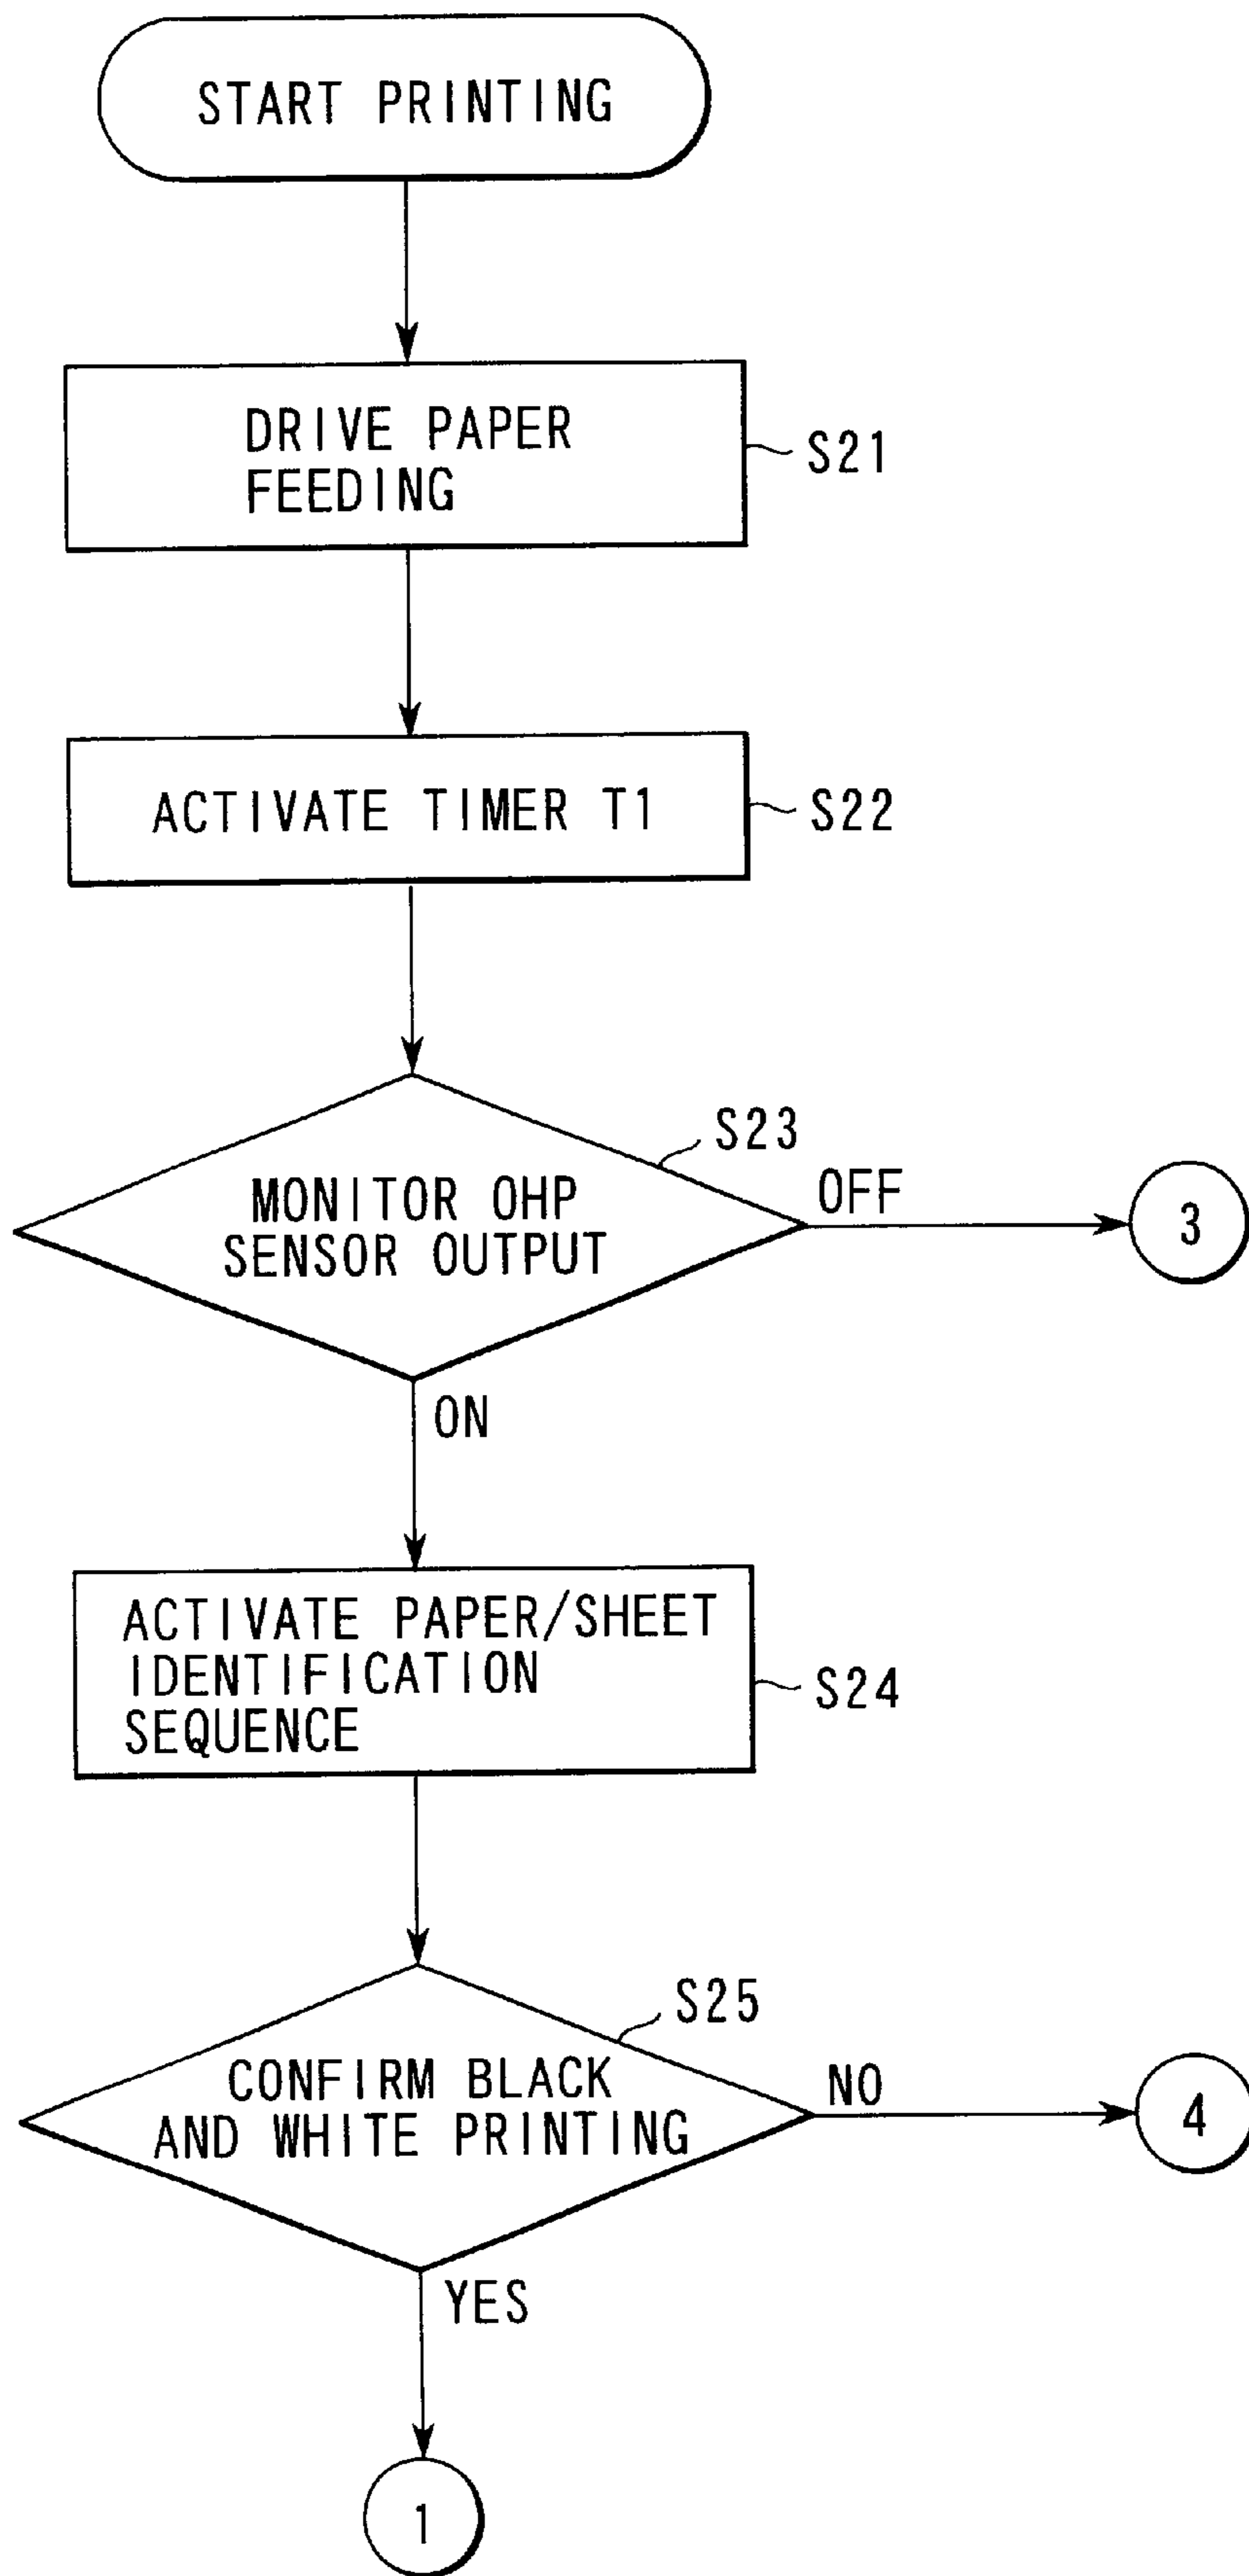 START PRINTING
DRIVE PAPER
FEEDING
S21
ACTIVATE TIMER T1
S22
S23
MONITOR OHP
SENSOR OUTPUT
OFF
3
ON
ACTIVATE PAPER/SHEET
IDENTIFICATION
SEQUENCE
S24
S25
CONFIRM BLACK
AND WHITE PRINTING
NO
4
YES
1